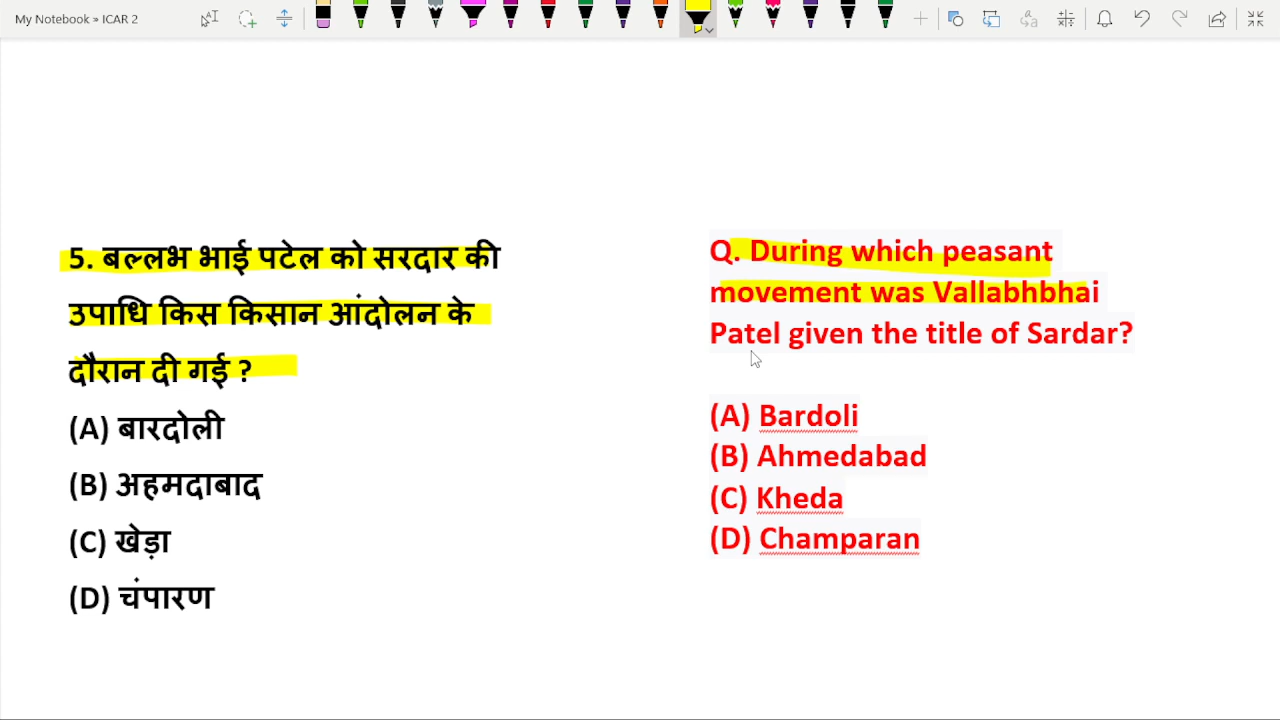 My Notebook » ICAR 2
5. बल्लभ भाई पटेल को सरदार की
उपाधि किस किसान आंदोलन के
दौरान दी गई ?
(A) बारदोली
(B) अहमदाबाद
(C) खेड़ा
(D) चंपारण
Q. During which peasant
movement was Vallabhbhai
Patel given the title of Sardar?
(A) Bardoli
(B) Ahmedabad
(C) Kheda
(D) Champaran